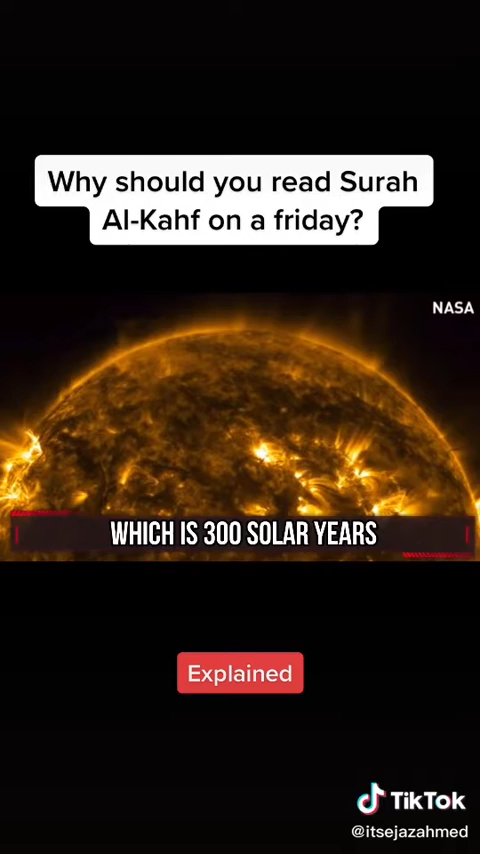 Why should you read Surah
Al-Kahf on a friday?
NASA
WHICH IS 300 SOLAR YEARS
Explained
TikTok
@itsejazahmed